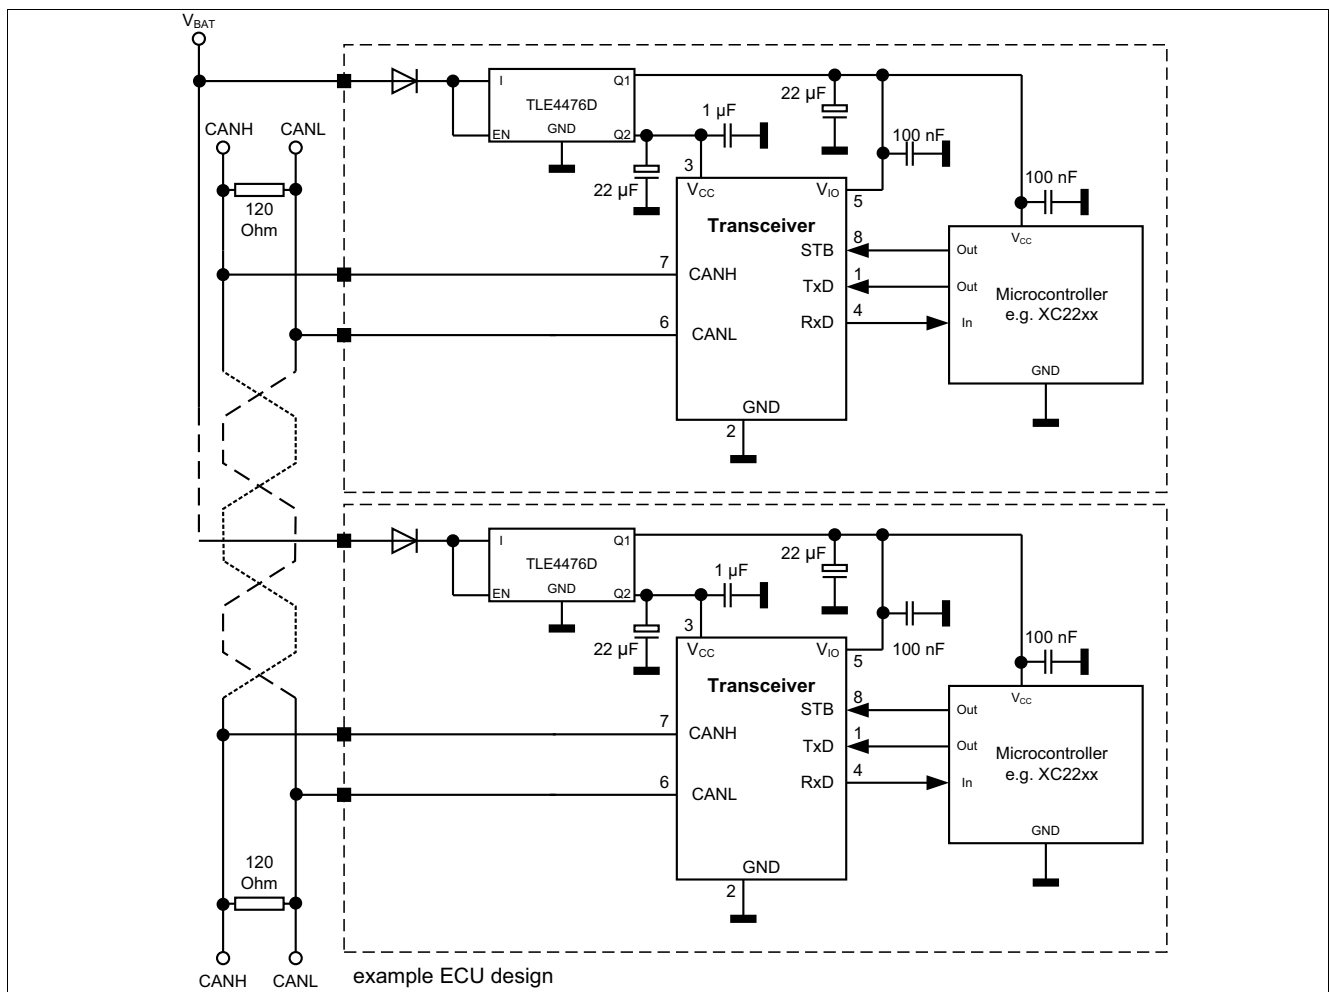 VBAT
CANH
CANL
120
Ohm
I
Q1
TLE4476D
EN
GND
Q2
22 µF
1 µF
22 µF
100 nF
100 nF
3
VCC
VIO
5
Transceiver
STB
8
TxD
1
RxD
4
7
CANH
6
CANL
GND
2
VCC
Out
Out
In
Microcontroller
e.g. XC22xx
GND
I
Q1
TLE4476D
EN
GND
Q2
22 µF
1 µF
22 µF
100 nF
100 nF
3
VCC
VIO
5
Transceiver
STB
8
TxD
1
RxD
4
7
CANH
6
CANL
GND
2
VCC
Out
Out
In
Microcontroller
e.g. XC22xx
GND
120
Ohm
CANH
CANL
example ECU design